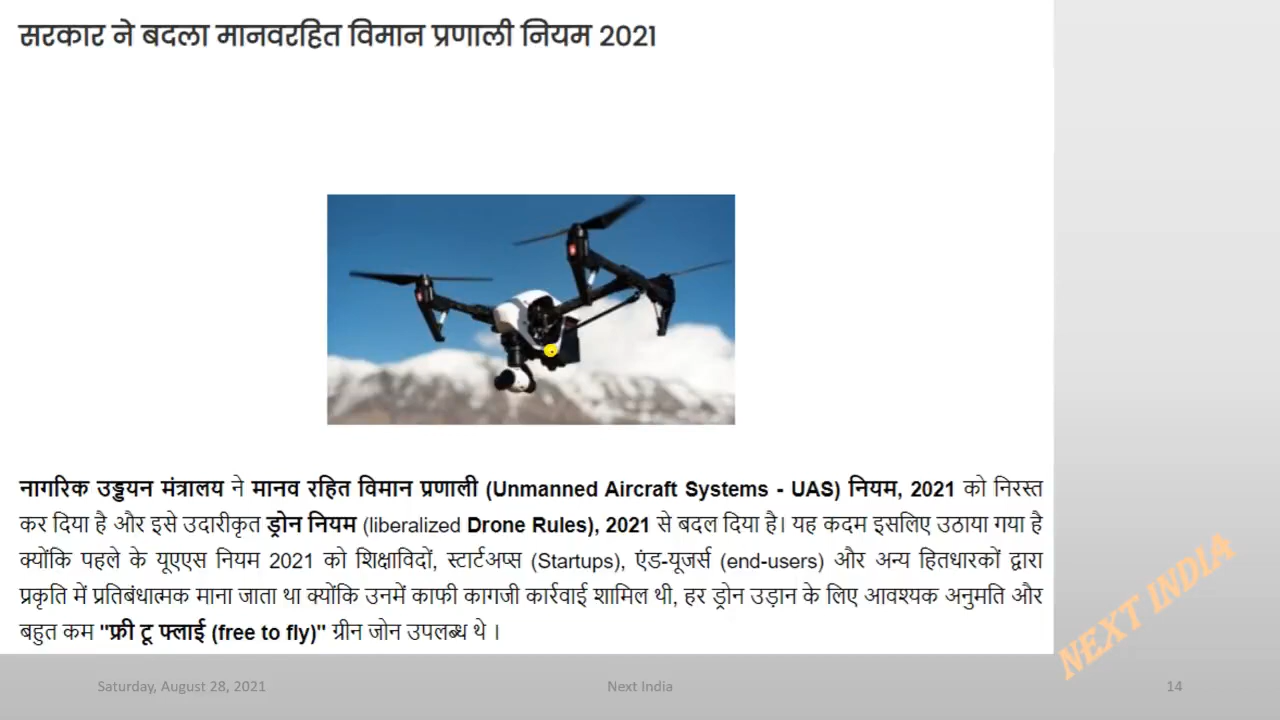 सरकार ने बदला मानवरहित विमान प्रणाली नियम 2021
नागरिक उड्डयन मंत्रालय ने मानव रहित विमान प्रणाली (Unmanned Aircraft Systems - UAS) नियम, 2021 को निरस्त
कर दिया है और इसे उदारीकृत ड्रोन नियम (liberalized Drone Rules), 2021 से बदल दिया है। यह कदम इसलिए उठाया गया है
क्योंकि पहले के यूएएस नियम 2021 को शिक्षाविदों, स्टार्टअप्स (Startups), एंड-यूजर्स (end-users) और अन्य हितधारकों द्वारा
प्रकृति में प्रतिबंधात्मक माना जाता था क्योंकि उनमें काफी कागजी कार्रवाई शामिल थी, हर ड्रोन उड़ान के लिए आवश्यक अनुमति और
बहुत कम "फ्री टू फ्लाई (free to fly)" ग्रीन जोन उपलब्ध थे ।
NEXT INDIA
Saturday, August 28, 2021
Next India
14